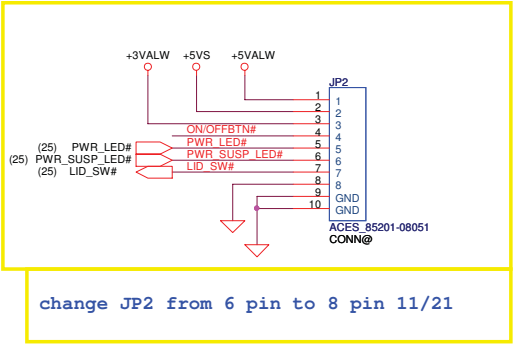 +3VALW +5VS +5VALW
JP2
1 1
2 2
3 3
ON/OFFBTN# 4 4
(25) PWR_LED# PWR_LED# 5 5
(25) PWR_SUSP_LED# PWR_SUSP_LED# 6 6
(25) LID_SW# LID_SW# 7 7
8 8
9 GND
10 GND
ACES_85201-08051
CONN@
change JP2 from 6 pin to 8 pin 11/21